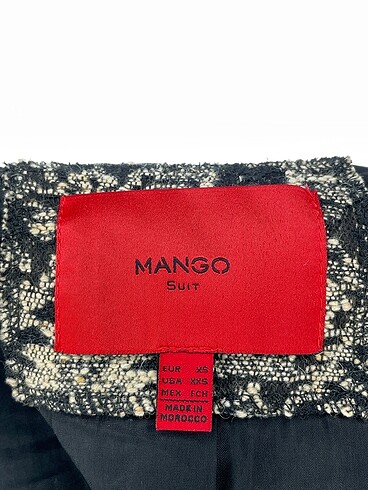 MANGO
SUIT
EUR XS
USA XXS
MEX ECH
MADE IN
MOROCCO